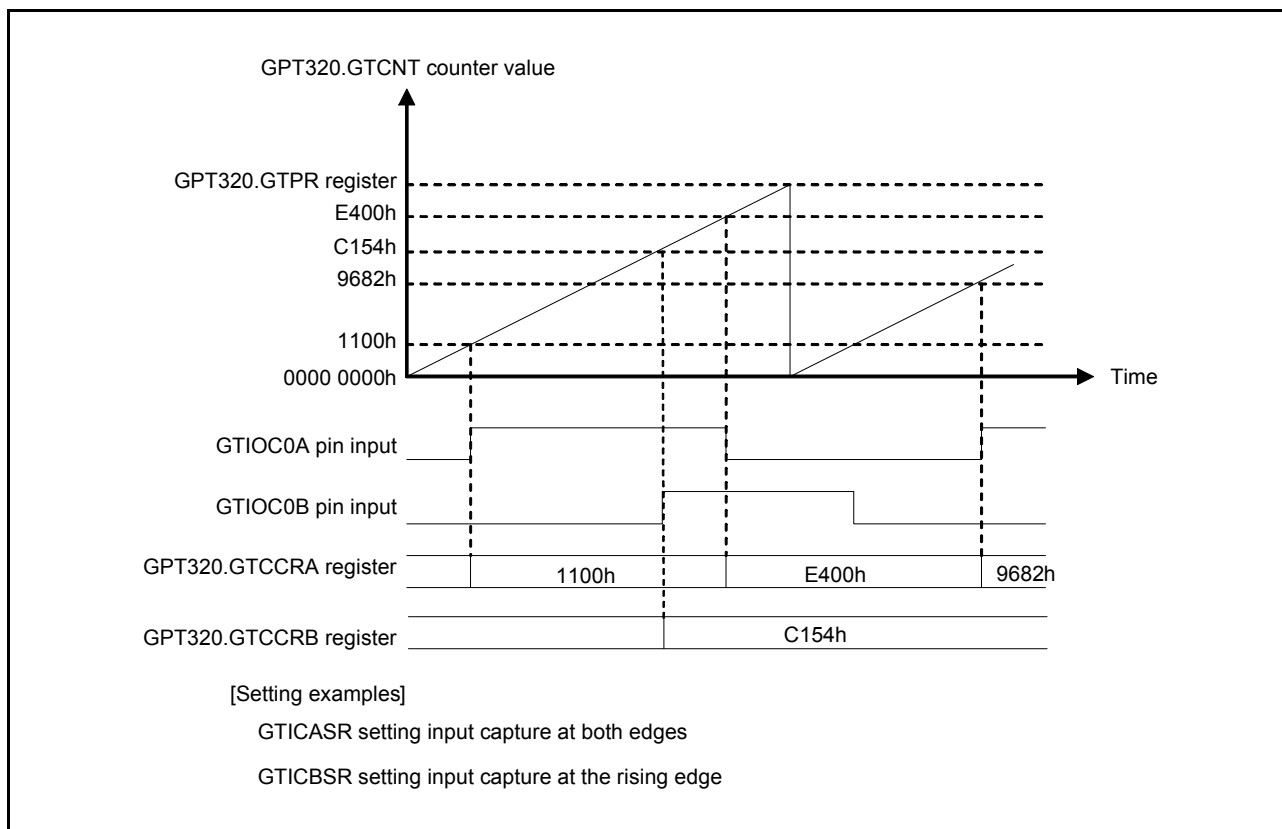 GPT320.GTCNT counter value
GPT320.GTPR register
E400h
C154h
9682h
1100h
0000 0000h
Time
GTIOC0A pin input
GTIOC0B pin input
GPT320.GTCCRA register
1100h
E400h
9682h
GPT320.GTCCRB register
C154h
[Setting examples]
GTICASR setting input capture at both edges
GTICBSR setting input capture at the rising edge